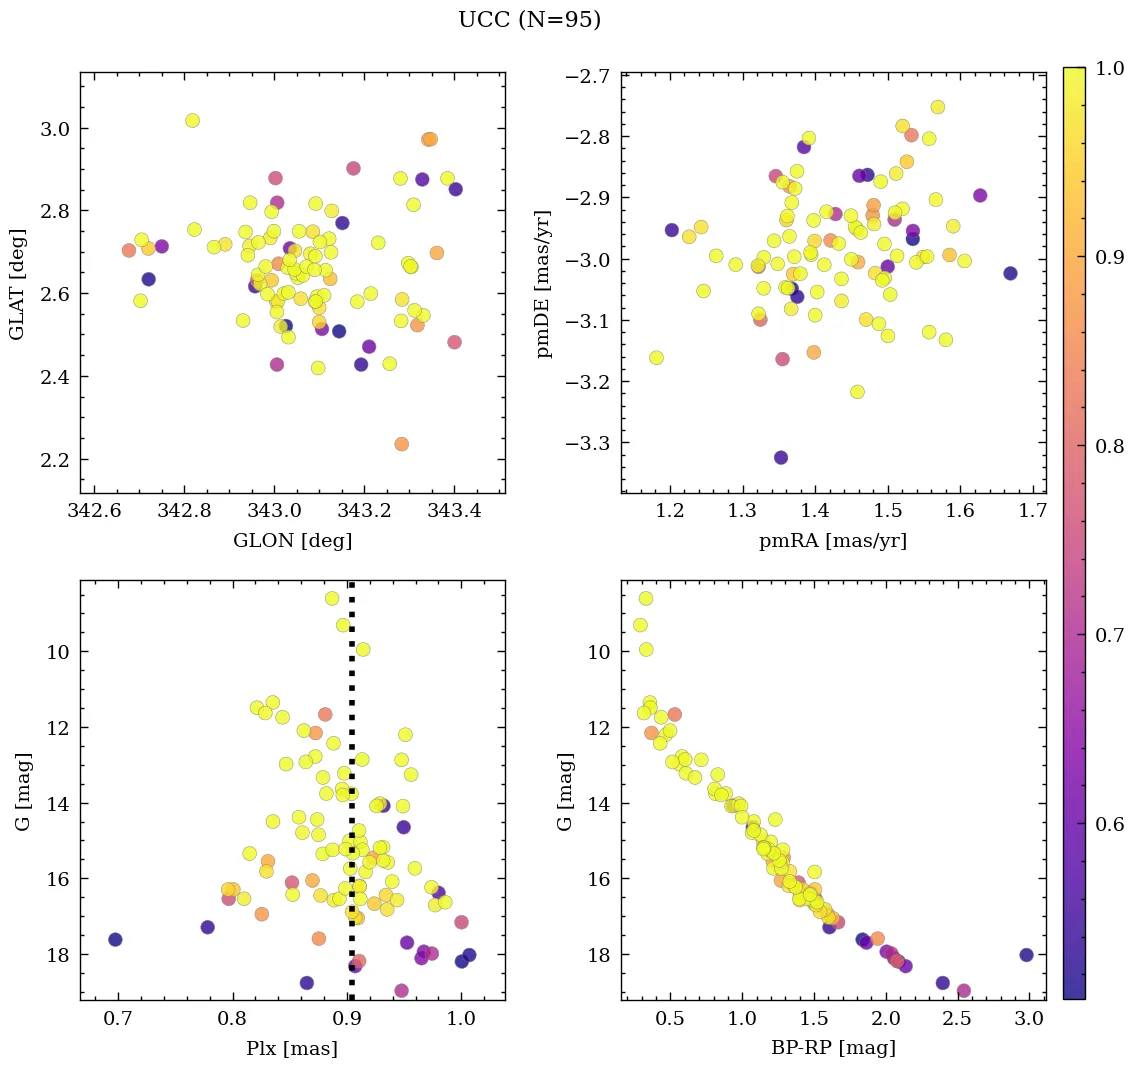 UCC (N=95)
3.0
2.8
2.6
2.4
2.2
GLAT [deg]
342.6 342.8 343.0 343.2 343.4
GLON [deg]
−2.7
−2.8
−2.9
−3.0
−3.1
−3.2
−3.3
pmDE [mas/yr]
1.2 1.3 1.4 1.5 1.6 1.7
pmRA [mas/yr]
1.0
0.9
0.8
0.7
0.6
10
12
14
16
18
G [mag]
0.7 0.8 0.9 1.0
Plx [mas]
10
12
14
16
18
G [mag]
0.5 1.0 1.5 2.0 2.5 3.0
BP-RP [mag]